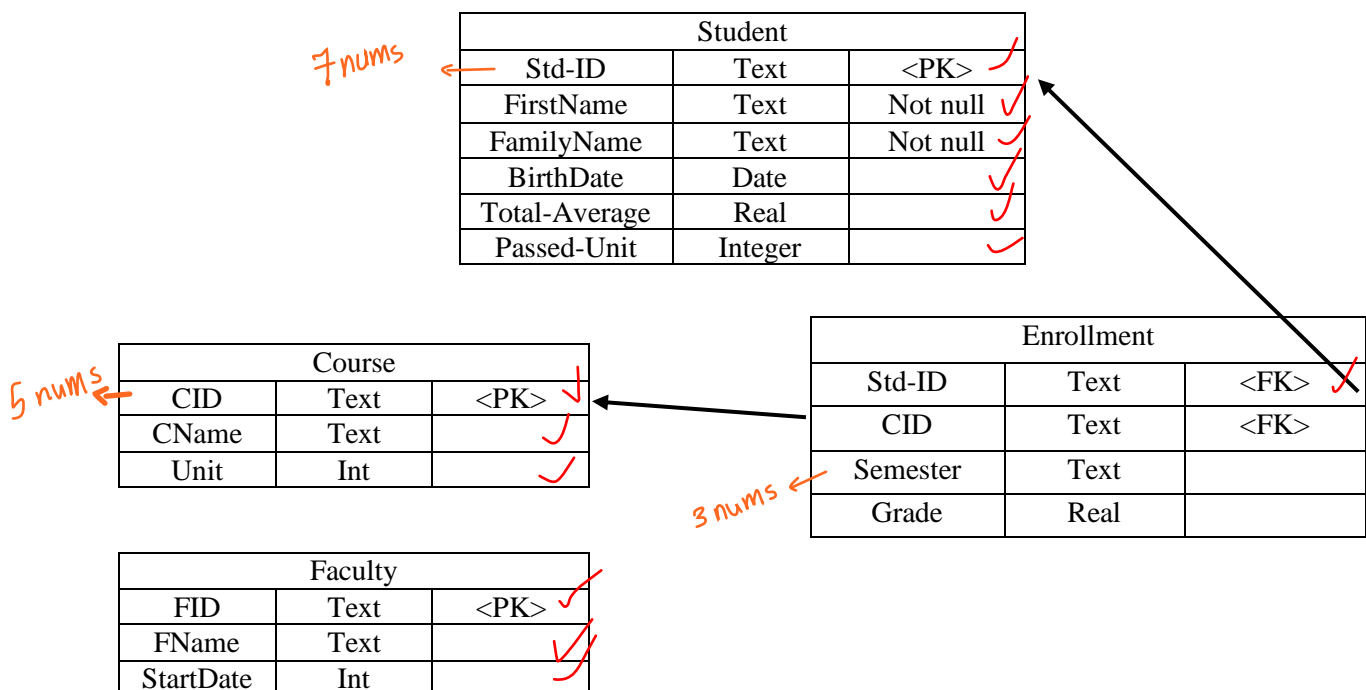 Student
7 nums Std-ID Text <PK>
FirstName Text Not null
FamilyName Text Not null
BirthDate Date
Total-Average Real
Passed-Unit Integer
Course
5 nums CID Text <PK>
CName Text
Unit Int
Enrollment
Std-ID Text <FK>
CID Text <FK>
3 nums Semester Text
Grade Real
Faculty
FID Text <PK>
FName Text
StartDate Int